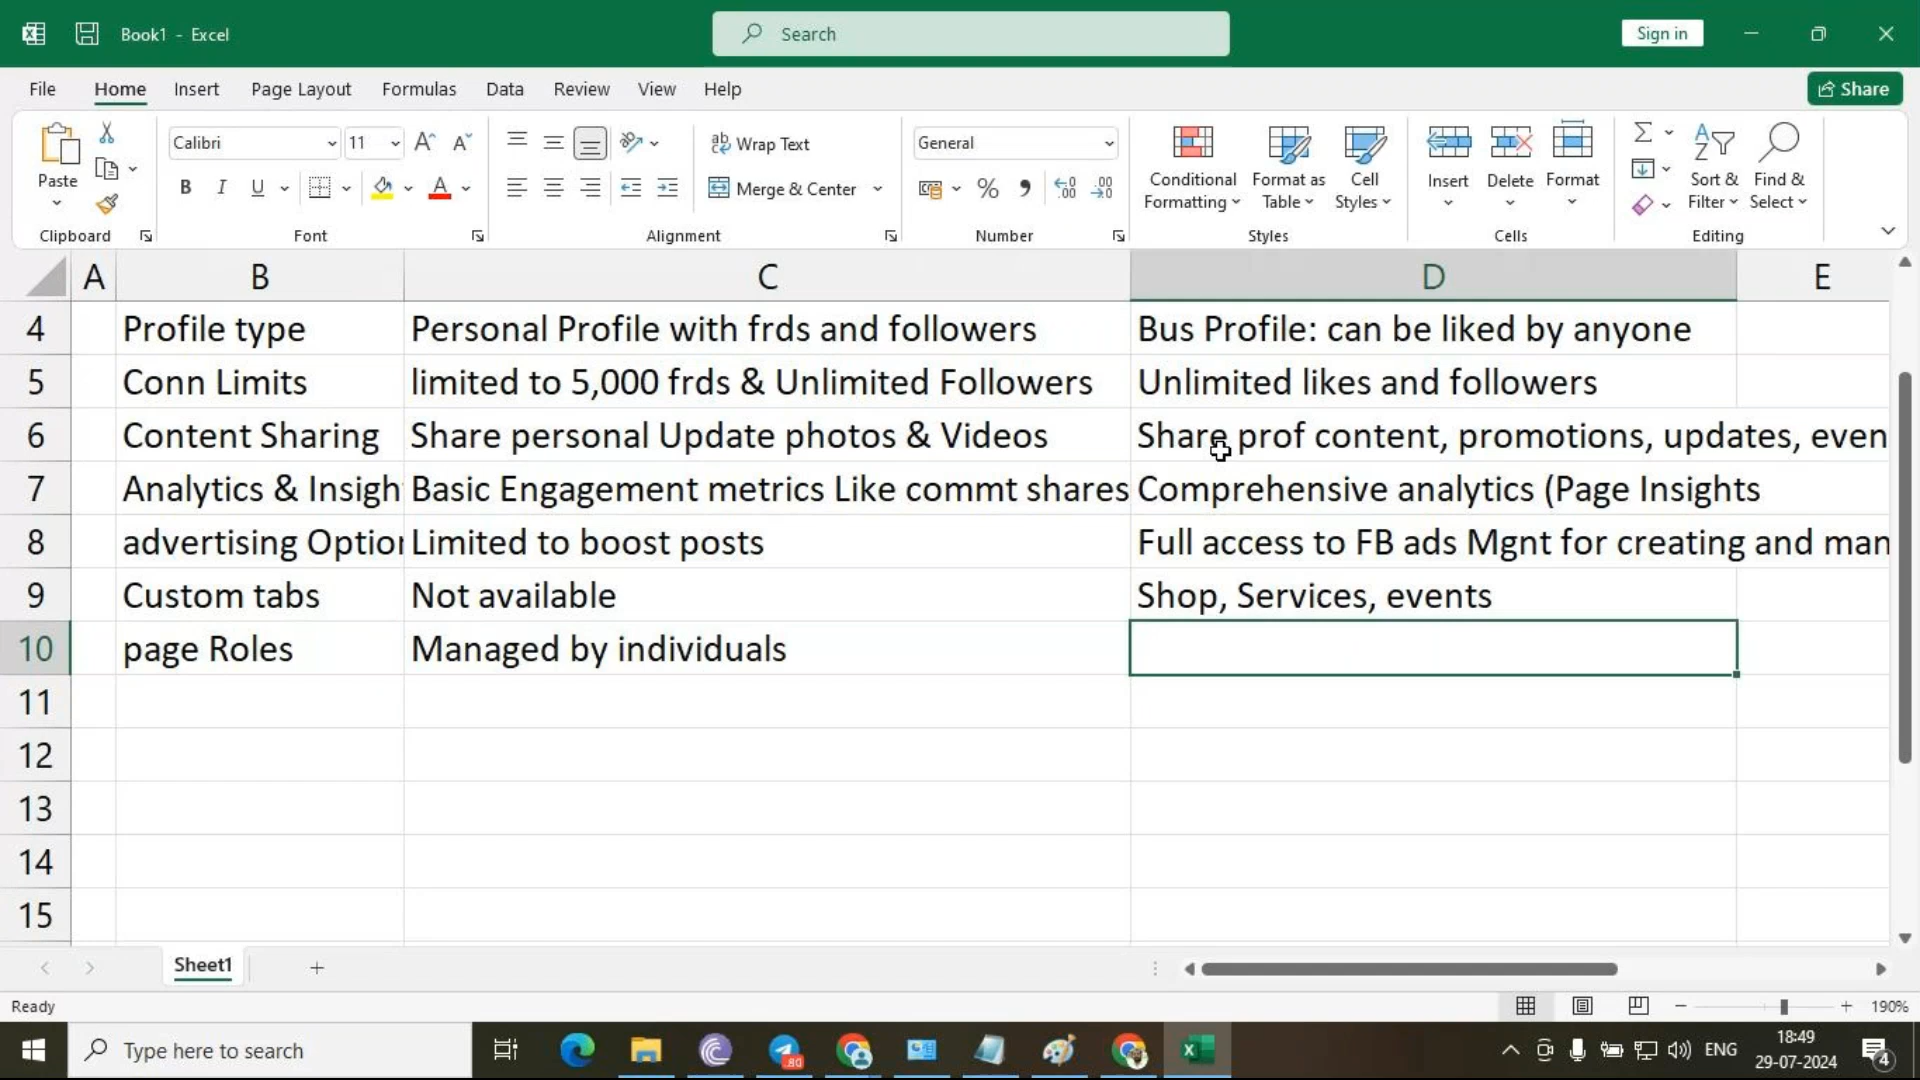 Book1 - Excel
Search
Sign in
File Home Insert Page Layout Formulas Data Review View Help
Share
Paste
Calibri 11
Wrap Text
General
B I U
Merge & Center
Conditional Formatting
Format as Table
Cell Styles
Insert Delete Format
Sort & Filter
Find & Select
Clipboard Font Alignment Number Styles Cells Editing
A B C D E
4 Profile type Personal Profile with frds and followers Bus Profile: can be liked by anyone
5 Conn Limits limited to 5,000 frds & Unlimited Followers Unlimited likes and followers
6 Content Sharing Share personal Update photos & Videos Share prof content, promotions, updates, even
7 Analytics & Insigh Basic Engagement metrics Like commt shares Comprehensive analytics (Page Insights
8 advertising Option Limited to boost posts Full access to FB ads Mgnt for creating and man
9 Custom tabs Not available Shop, Services, events
10 page Roles Managed by individuals
11
12
13
14
15
Sheet1
Ready
190%
Type here to search
ENG
18:49
29-07-2024
4